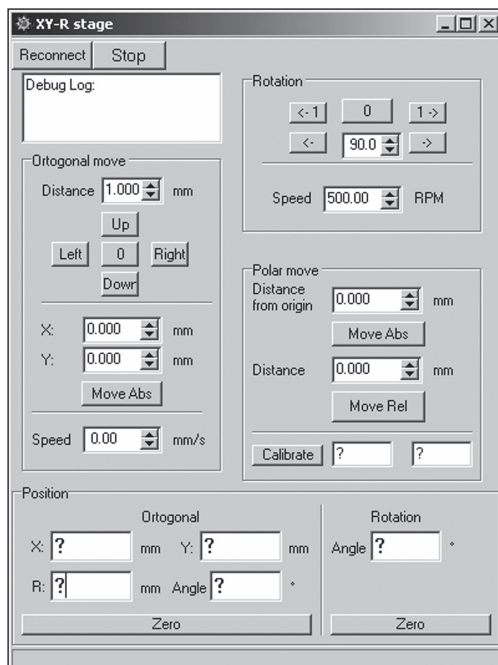 XY-R stage
Reconnect Stop
Debug Log:
Ortogonal move
Distance 1.000 mm
Up
Left 0 Right
Down
X: 0.000 mm
Y: 0.000 mm
Move Abs
Speed 0.00 mm/s
Rotation
<- 1 0 1 ->
<- 90.0 ->
Speed 500.00 RPM
Polar move
Distance
from origin 0.000 mm
Move Abs
Distance 0.000 mm
Move Rel
Calibrate ? ?
Position
Ortogonal
X: ? mm Y: ? mm
R: ? mm Angle ? °
Zero
Rotation
Angle ? °
Zero